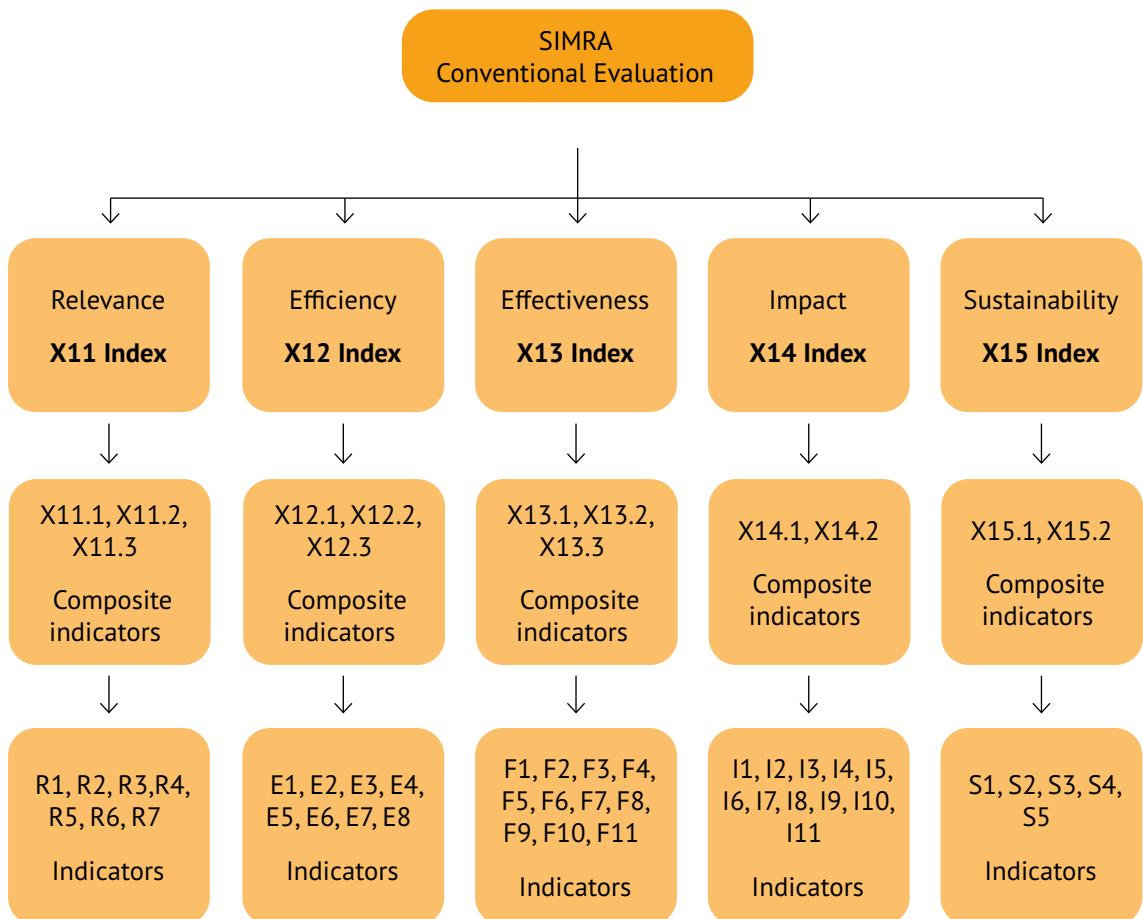 SIMRA
Conventional Evaluation
Relevance
X11 Index
Efficiency
X12 Index
Effectiveness
X13 Index
Impact
X14 Index
Sustainability
X15 Index
X11.1, X11.2,
X11.3
Composite
indicators
X12.1, X12.2,
X12.3
Composite
indicators
X13.1, X13.2,
X13.3
Composite
indicators
X14.1, X14.2
Composite
indicators
X15.1, X15.2
Composite
indicators
R1, R2, R3,R4,
R5, R6, R7
Indicators
E1, E2, E3, E4,
E5, E6, E7, E8
Indicators
F1, F2, F3, F4,
F5, F6, F7, F8,
F9, F10, F11
Indicators
I1, I2, I3, I4, I5,
I6, I7, I8, I9, I10,
I11
Indicators
S1, S2, S3, S4,
S5
Indicators